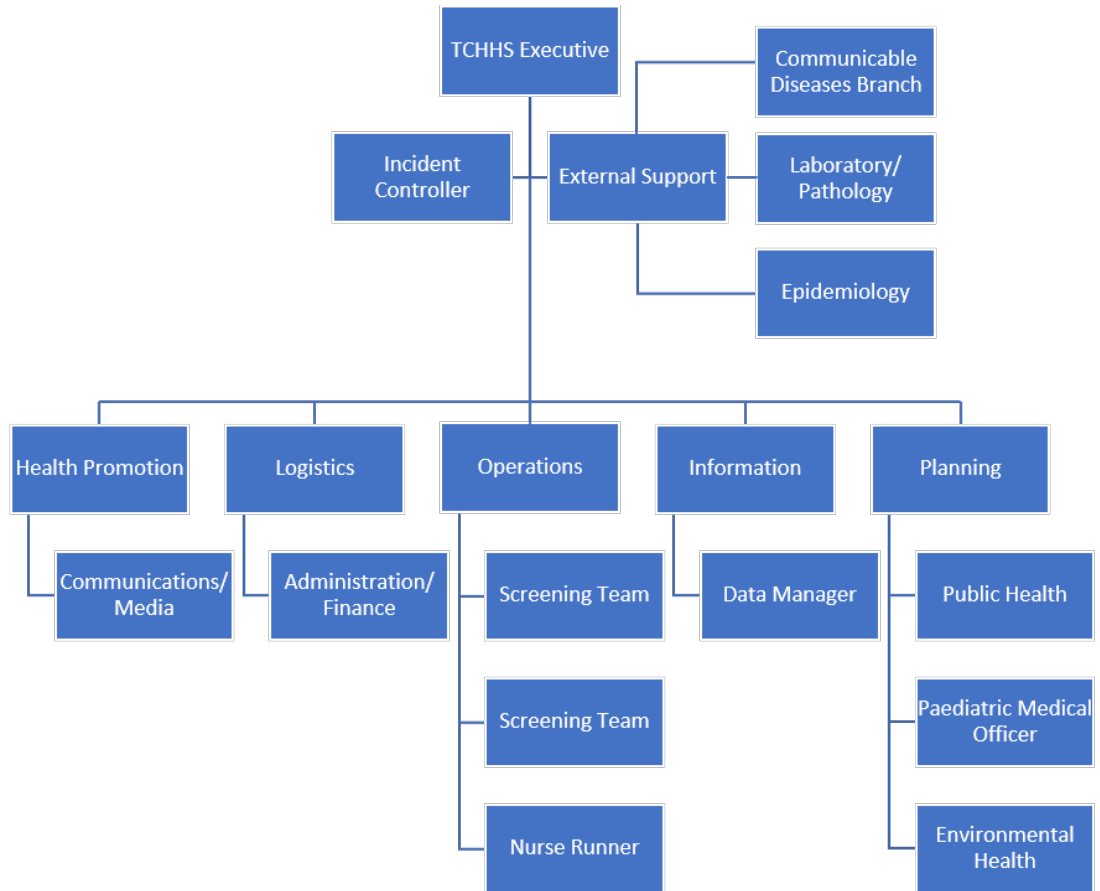 TCHHS Executive
Communicable
Diseases Branch
Incident
Controller
External Support
Laboratory/
Pathology
Epidemiology
Health Promotion
Logistics
Operations
Information
Planning
Communications/
Media
Administration/
Finance
Screening Team
Data Manager
Public Health
Screening Team
Paediatric Medical
Officer
Nurse Runner
Environmental
Health